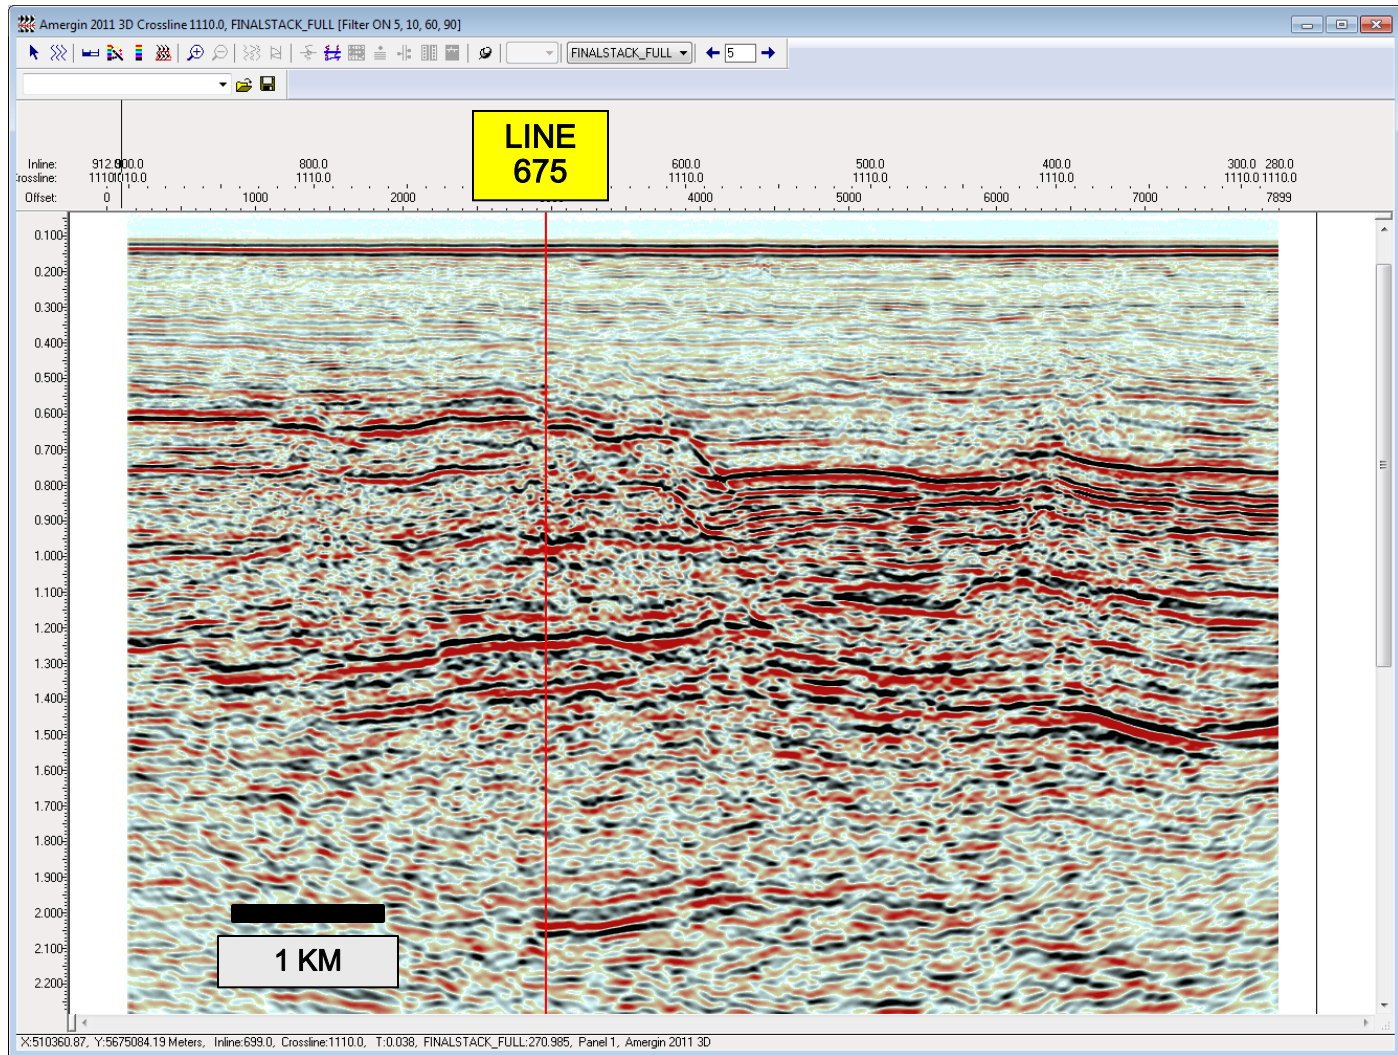 Amergin 2011 3D Crossline 1110.0, FINALSTACK_FULL [Filter ON 5, 10, 60, 90]
FINALSTACK_FULL 5
LINE
675
Inline: 912.0 800.0 600.0 500.0 400.0 300.0 280.0
1110.0 1110.0 1110.0 1110.0 1110.0 1110.0
Offset: 0 1000 2000 4000 5000 6000 7000 7899
0.100
0.200
0.300
0.400
0.500
0.600
0.700
0.800
0.900
1.000
1.100
1.200
1.300
1.400
1.500
1.600
1.700
1.800
1.900
2.000
2.100
2.200
1 KM
X:510360.87, Y:5675084.19 Meters, Inline:699.0, Crossline:1110.0, T:0.038, FINALSTACK_FULL:270.985, Panel 1, Amergin 2011 3D